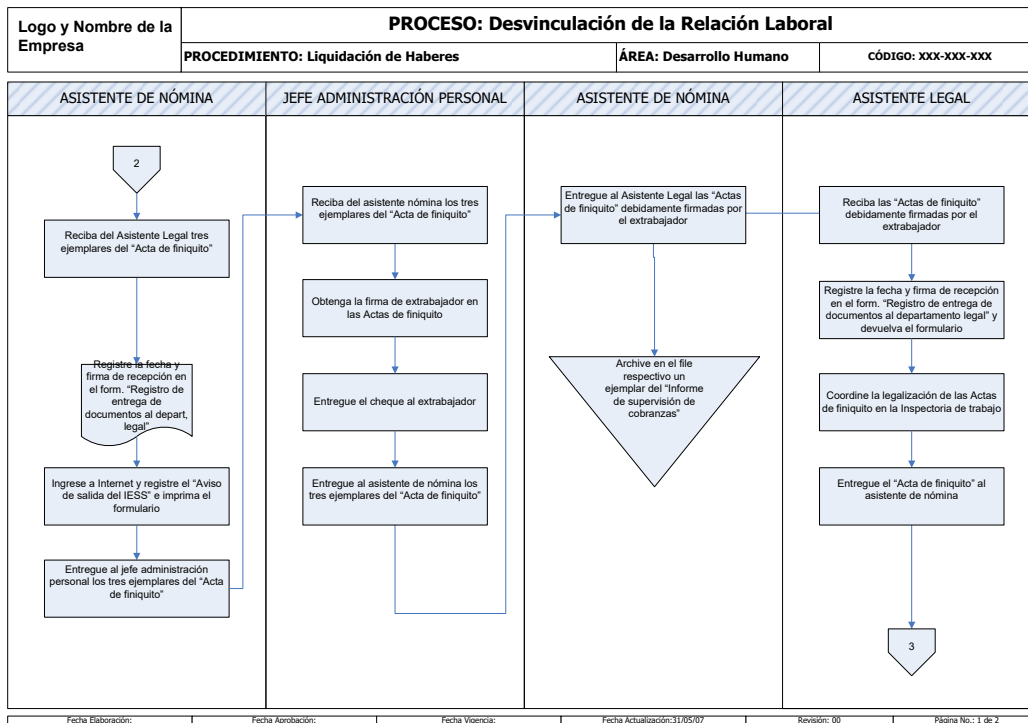 Logo y Nombre de la
Empresa
PROCESO: Desvinculación de la Relación Laboral
PROCEDIMIENTO: Liquidación de Haberes
ÁREA: Desarrollo Humano
CÓDIGO: XXX-XXX-XXX
ASISTENTE DE NÓMINA
JEFE ADMINISTRACIÓN PERSONAL
ASISTENTE DE NÓMINA
ASISTENTE LEGAL
2
Reciba del Asistente Legal tres
ejemplares del “Acta de finiquito”
Registre la fecha y
firma de recepción en
el form. “Registro de
entrega de
documentos al depart,
legal”
Ingrese a Internet y registre el “Aviso
de salida del IESS” e imprima el
formulario
Entregue al jefe administración
personal los tres ejemplares del “Acta
de finiquito”
Reciba del asistente nómina los tres
ejemplares del “Acta de finiquito”
Obtenga la firma de extrabajador en
las Actas de finiquito
Entregue el cheque al extrabajador
Entregue al asistente de nómina los
tres ejemplares del “Acta de finiquito”
Entregue al Asistente Legal las “Actas
de finiquito” debidamente firmadas por
el extrabajador
Archive en el file
respectivo un
ejemplar del “Informe
de supervisión de
cobranzas”
Reciba las “Actas de finiquito”
debidamente firmadas por el
extrabajador
Registre la fecha y firma de recepción
en el form. “Registro de entrega de
documentos al departamento legal” y
devuelva el formulario
Coordine la legalización de las Actas
de finiquito en la Inspectoria de trabajo
Entregue el “Acta de finiquito” al
asistente de nómina
3
Fecha Elaboración:
Fecha Aprobación:
Fecha Vigencia:
Fecha Actualización:31/05/07
Revisión: 00
Página No.: 1 de 2